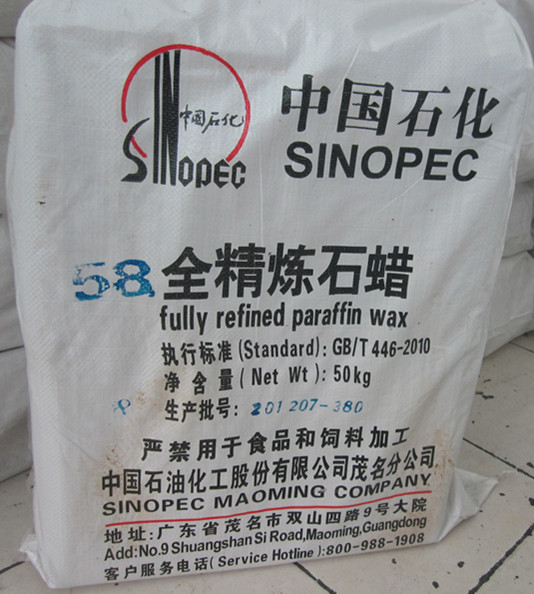 中国石化
SINOPEC
中国石化
SINOPEC
58 全精炼石蜡
fully refined paraffin wax
执行标准(Standard): GB/T 446-2010
净含量(Net Wt): 50kg
生产批号: 201207-380
严禁用于食品和饲料加工
中国石油化工股份有限公司茂名分公司
SINOPEC MAOMING COMPANY
地址:广东省茂名市双山四路9号大院
Add:No.9 Shuangshan Si Road,Maoming,Guangdong
客户服务电话(Service Hotline):800-988-1908